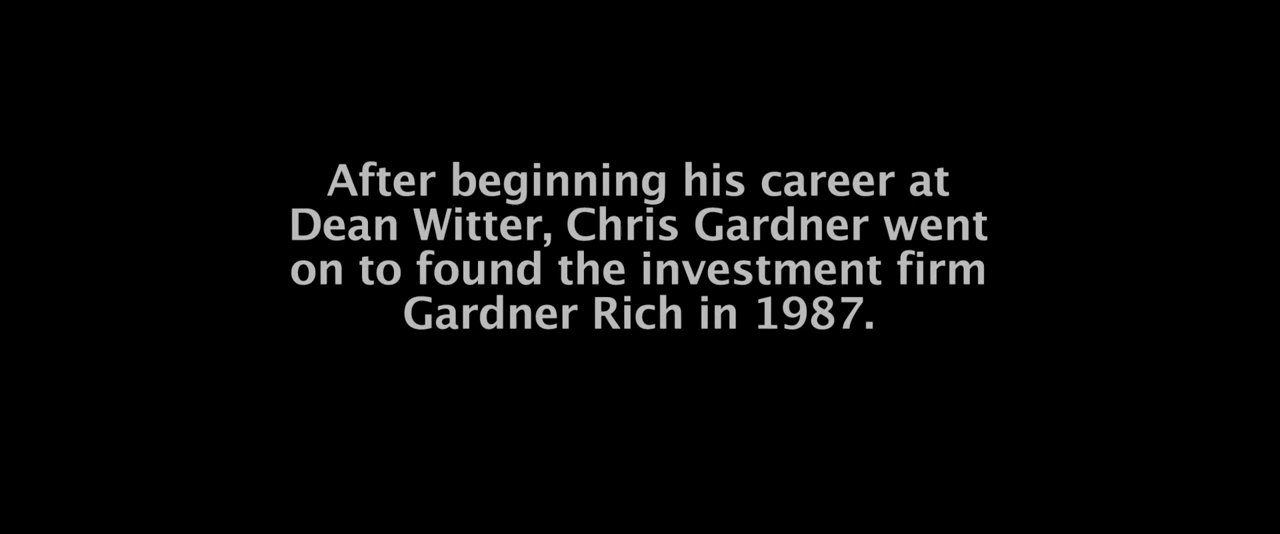 After beginning his career at
Dean Witter, Chris Gardner went
on to found the investment firm
Gardner Rich in 1987.